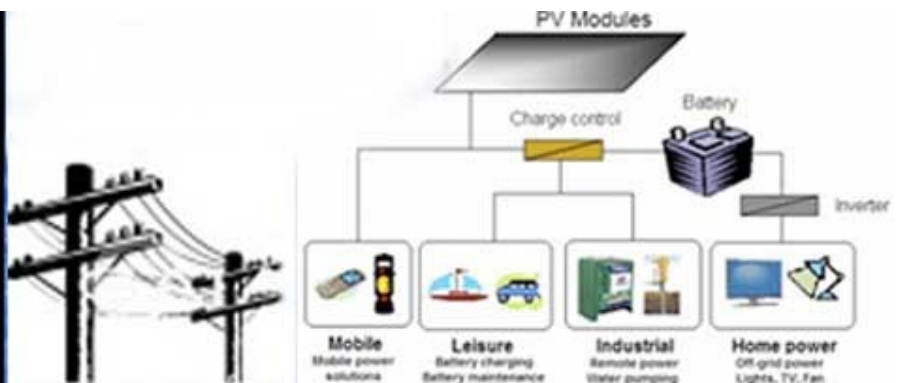 PV Modules
Charge control
Battery
Inverter
Mobile
Mobile power
solutions
Leisure
Battery charging
Battery maintenance
Industrial
Remote power
Water pumping
Home power
Off grid power
Lights, TV, Fan